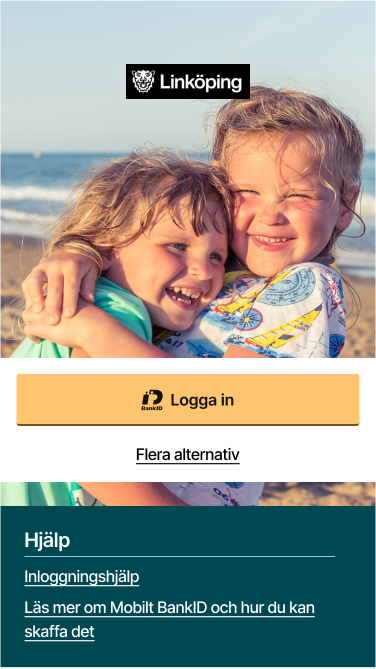 Linköping
BankID Logga in
Flera alternativ
Hjälp
Inloggningshjälp
Läs mer om Mobilt BankID och hur du kan
skaffa det